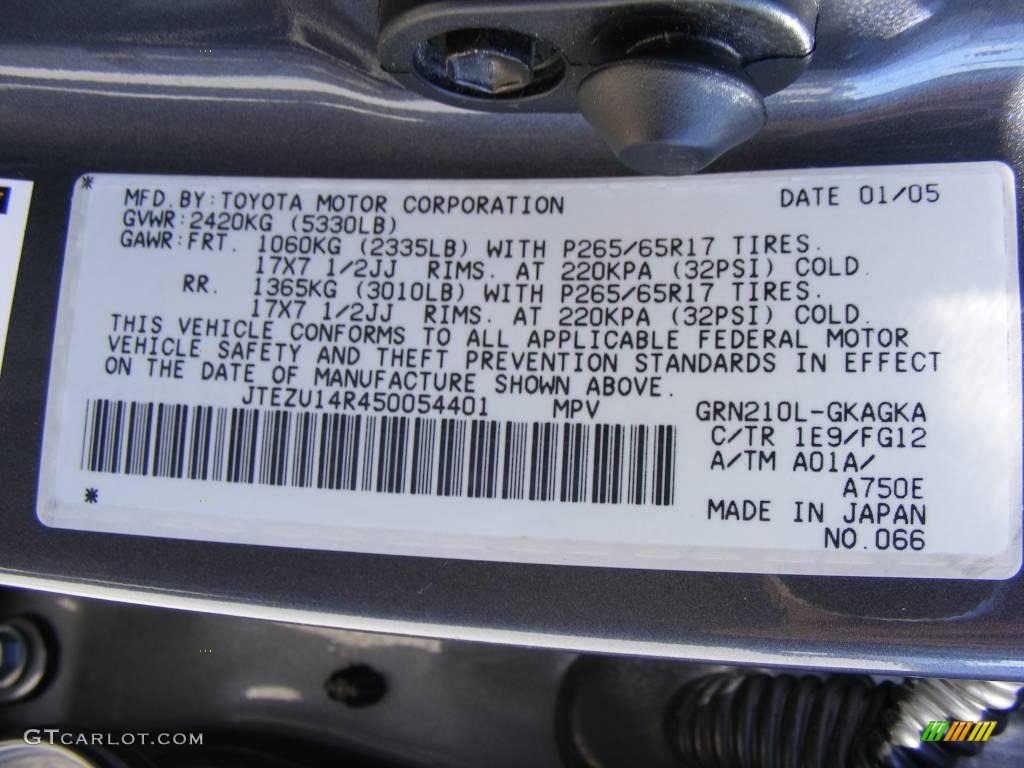 * MFD. BY: TOYOTA MOTOR CORPORATION DATE 01/05
GVWR: 2420KG (5330LB)
GAWR: FRT. 1060KG (2335LB) WITH P265/65R17 TIRES.
17X7 1/2JJ RIMS. AT 220KPA (32PSI) COLD.
RR. 1365KG (3010LB) WITH P265/65R17 TIRES.
17X7 1/2JJ RIMS. AT 220KPA (32PSI) COLD.
THIS VEHICLE CONFORMS TO ALL APPLICABLE FEDERAL MOTOR
VEHICLE SAFETY AND THEFT PREVENTION STANDARDS IN EFFECT
ON THE DATE OF MANUFACTURE SHOWN ABOVE.
JTEZU14R450054401 MPV GRN210L-GKAGKA
C/TR 1E9/FG12
A/TM A01A/
A750E
* MADE IN JAPAN
NO.066
GTCARLOT.COM